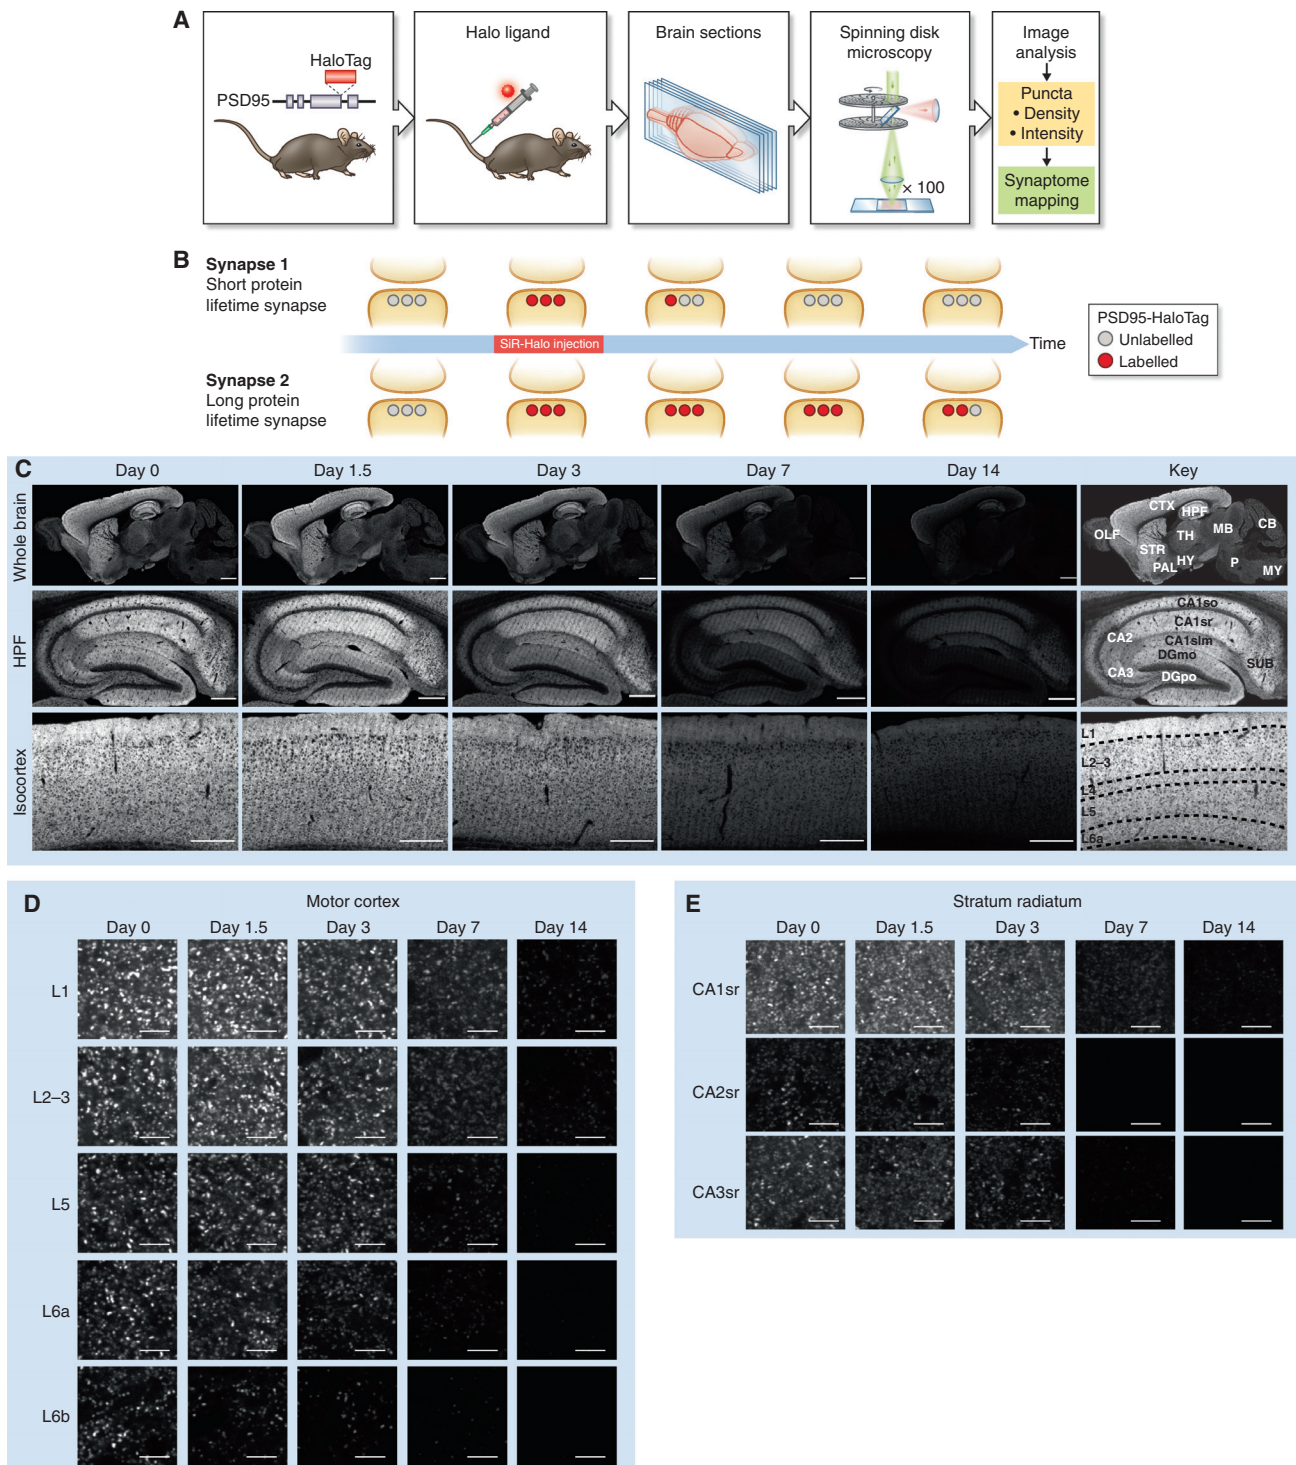 A
HaloTag
PSD95
Halo ligand
Brain sections
Spinning disk
microscopy
× 100
Image
analysis
Puncta
• Density
• Intensity
Synaptome
mapping
B
Synapse 1
Short protein
lifetime synapse
SiR-Halo injection
Time
Synapse 2
Long protein
lifetime synapse
PSD95-HaloTag
Unlabelled
Labelled
C
Day 0 Day 1.5 Day 3 Day 7 Day 14 Key
Whole brain
OLF
CTX
HPF
STR
TH
MB
CB
PAL
HY
P
MY
HPF
CA1so
CA1sr
CA2
CA1slm
DGmo
SUB
CA3
DGpo
Isocortex
L1
L2–3
L4
L5
L6a
D
Motor cortex
Day 0 Day 1.5 Day 3 Day 7 Day 14
L1
L2–3
L5
L6a
L6b
E
Stratum radiatum
Day 0 Day 1.5 Day 3 Day 7 Day 14
CA1sr
CA2sr
CA3sr